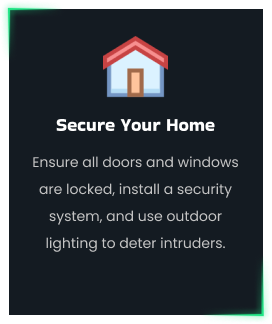 Secure Your Home
Ensure all doors and windows
are locked, install a security
system, and use outdoor
lighting to deter intruders.